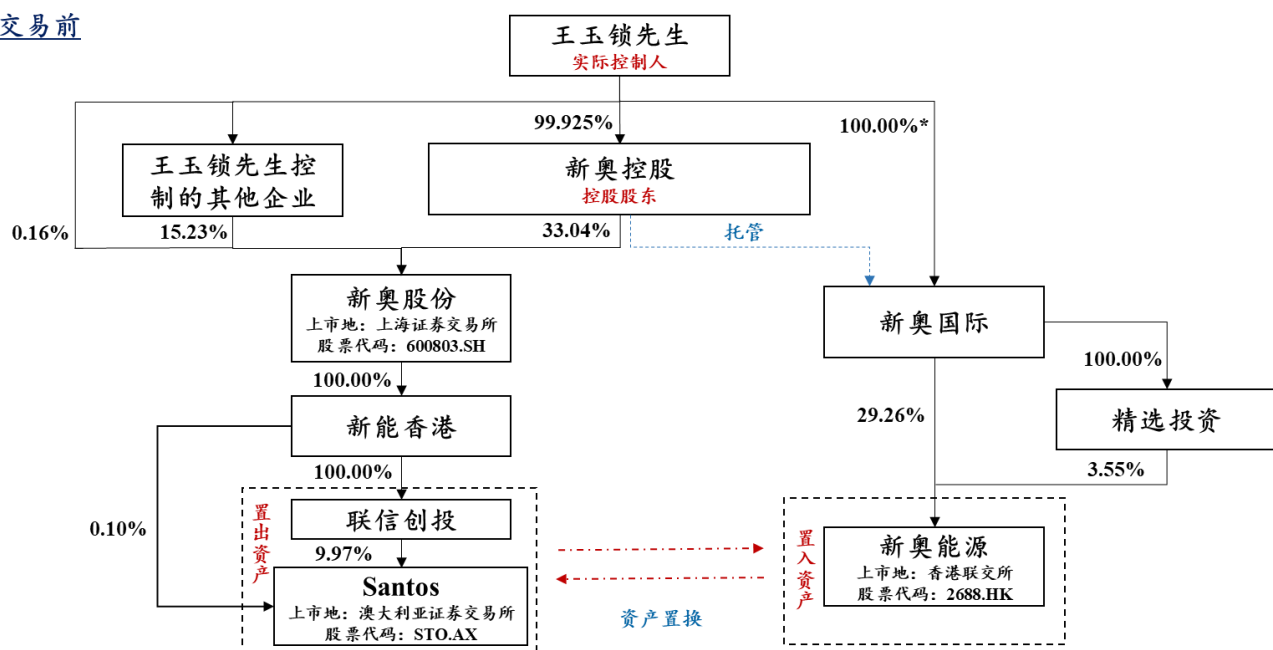 交易前
王玉锁先生
实际控制人
99.925%
100.00%*
王玉锁先生控
制的其他企业
新奥控股
控股股东
0.16%
15.23%
33.04%
托管
新奥股份
上市地：上海证券交易所
股票代码：600803.SH
新奥国际
100.00%
100.00%
新能香港
29.26%
精选投资
100.00%
3.55%
置出资产
联信创投
0.10%
9.97%
Santos
上市地：澳大利亚证券交易所
股票代码：STO.AX
资产置换
置入资产
新奥能源
上市地：香港联交所
股票代码：2688.HK